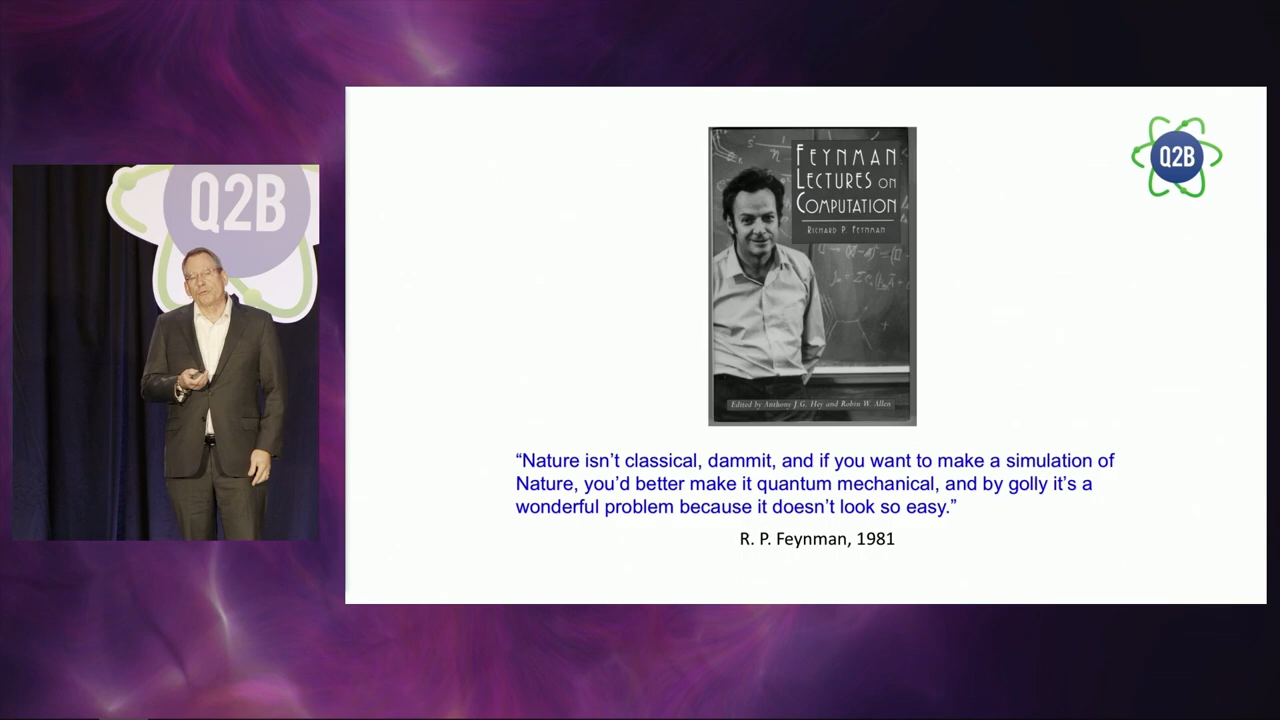 Q2B
FEYNMAN
LECTURES ON
COMPUTATION
RICHARD P. FEYNMAN
Edited by Anthony J.G. Hey and Robin W. Allen
Q2B
“Nature isn’t classical, dammit, and if you want to make a simulation of
Nature, you’d better make it quantum mechanical, and by golly it’s a
wonderful problem because it doesn’t look so easy.”
R. P. Feynman, 1981